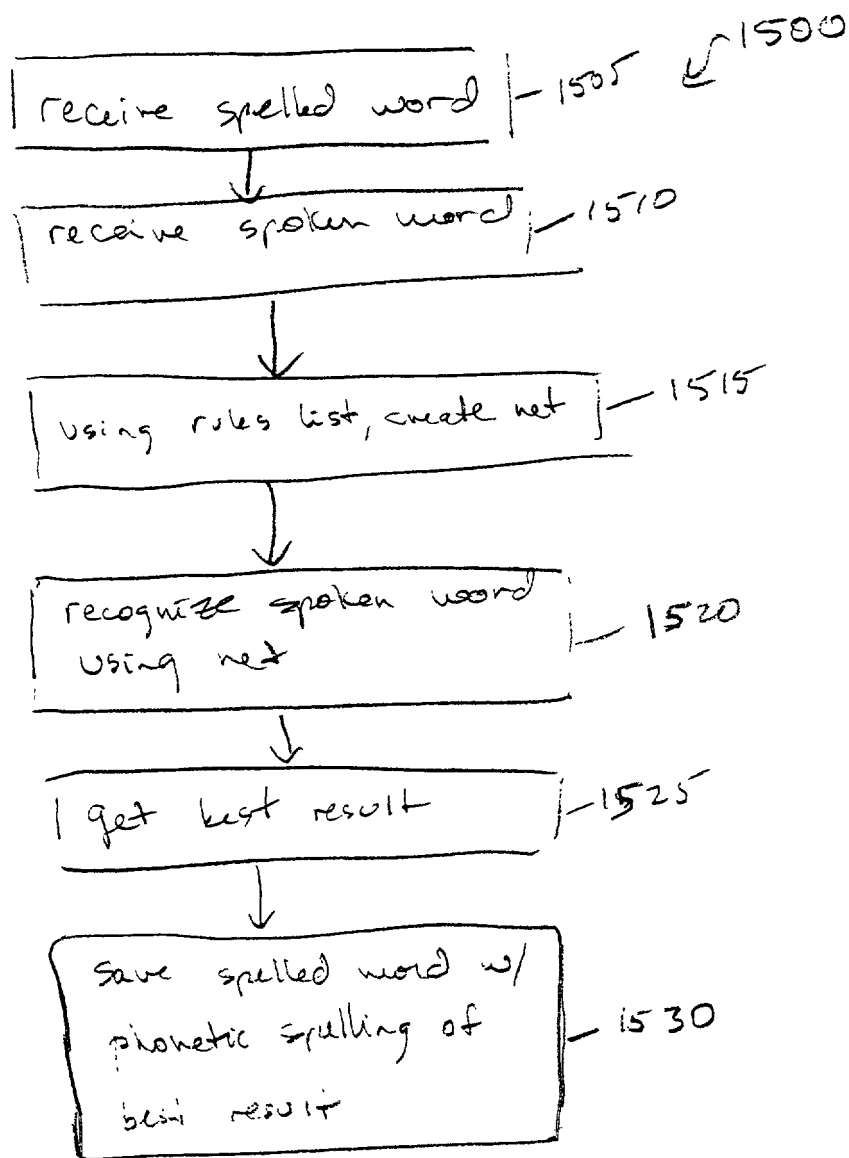 1500
receive spelled word 1505
receive spoken word 1510
using rules list, create net 1515
recognize spoken word
using net 1520
get best result 1525
save spelled word w/
phonetic spelling of 1530
best result